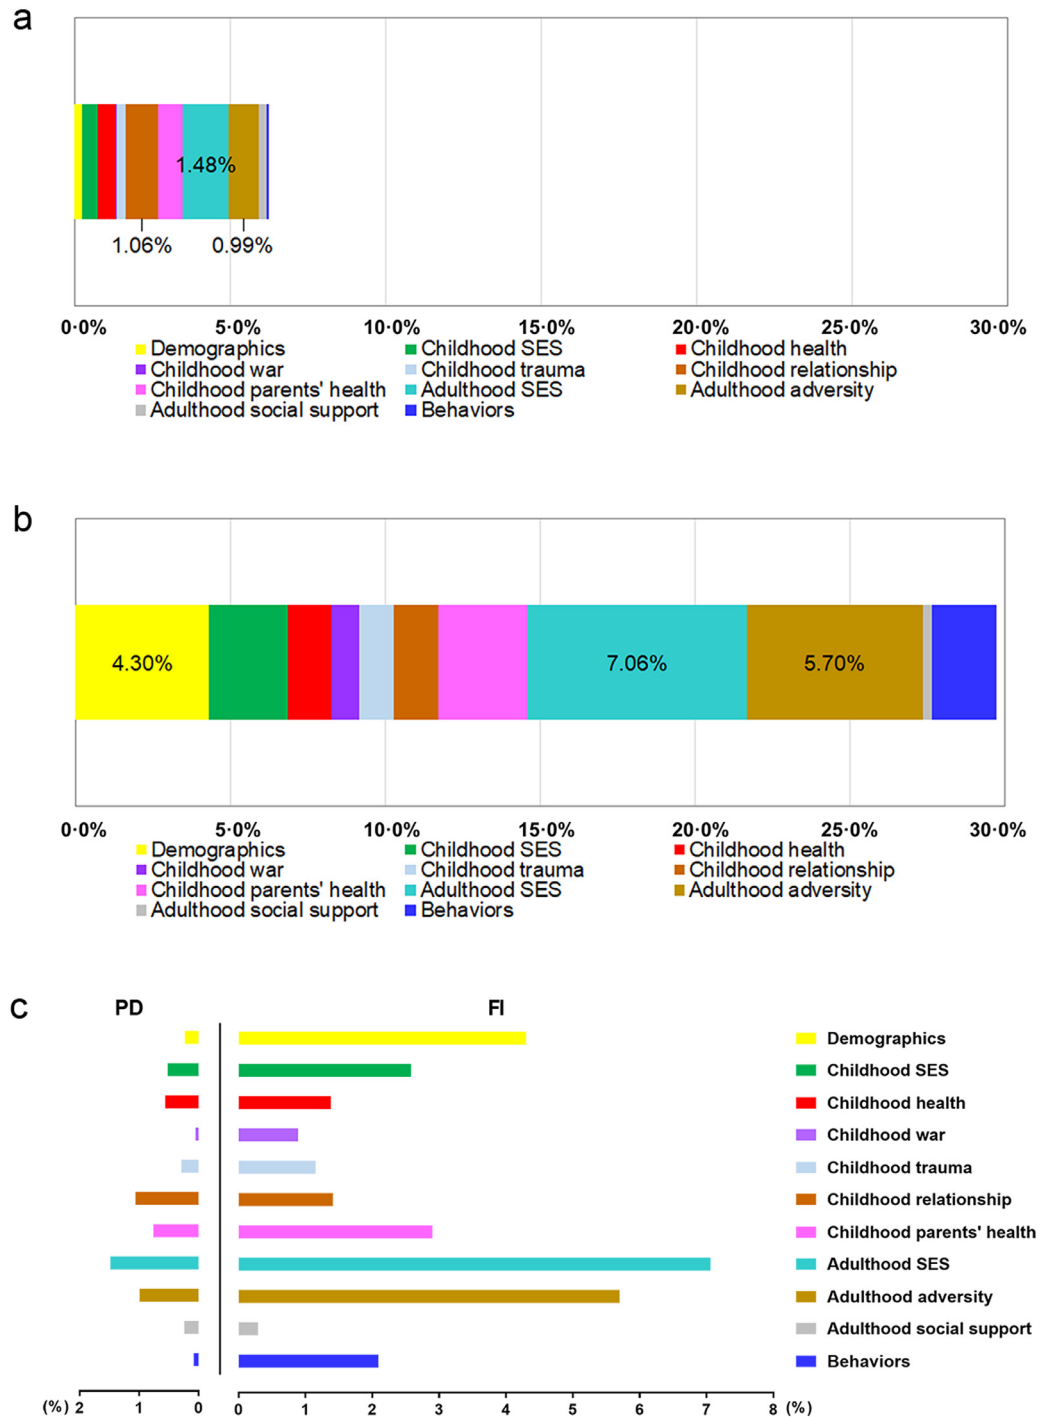 a
1.48%
1.06% 0.99%
0·0% 5·0% 10·0% 15·0% 20·0% 25·0% 30·0%
Demographics Childhood SES Childhood health
Childhood war Childhood trauma Childhood relationship
Childhood parents' health Adulthood SES Adulthood adversity
Adulthood social support Behaviors
b
4.30% 7.06% 5.70%
0·0% 5·0% 10·0% 15·0% 20·0% 25·0% 30·0%
Demographics Childhood SES Childhood health
Childhood war Childhood trauma Childhood relationship
Childhood parents' health Adulthood SES Adulthood adversity
Adulthood social support Behaviors
c PD FI
Demographics
Childhood SES
Childhood health
Childhood war
Childhood trauma
Childhood relationship
Childhood parents' health
Adulthood SES
Adulthood adversity
Adulthood social support
Behaviors
(%) 2 1 0 0 1 2 3 4 5 6 7 8 (%)